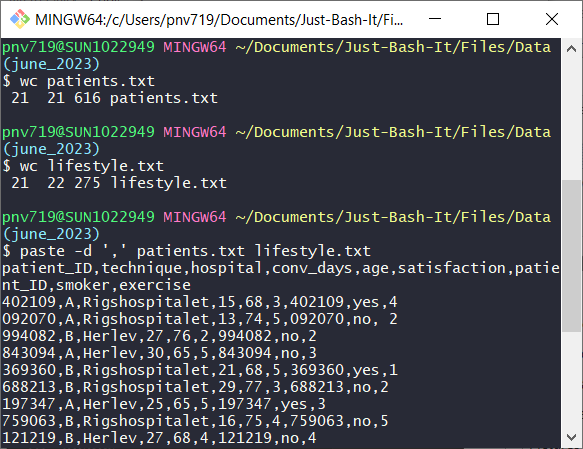 MINGW64:/c/Users/pnv719/Documents/Just-Bash-It/Fi...
pnv719@SUN1022949 MINGW64 ~/Documents/Just-Bash-It/Files/Data
(june_2023)
$ wc patients.txt
 21  21 616 patients.txt
pnv719@SUN1022949 MINGW64 ~/Documents/Just-Bash-It/Files/Data
(june_2023)
$ wc lifestyle.txt
 21  22 275 lifestyle.txt
pnv719@SUN1022949 MINGW64 ~/Documents/Just-Bash-It/Files/Data
(june_2023)
$ paste -d ',' patients.txt lifestyle.txt
patient_ID,technique,hospital,conv_days,age,satisfaction,patie
nt_ID,smoker,exercise
402109,A,Rigshospitalet,15,68,3,402109,yes,4
092070,A,Rigshospitalet,13,74,5,092070,no, 2
994082,B,Herlev,27,76,2,994082,no,2
843094,A,Herlev,30,65,5,843094,no,3
369360,B,Rigshospitalet,21,68,5,369360,yes,1
688213,B,Rigshospitalet,29,77,3,688213,no,2
197347,A,Herlev,25,65,5,197347,yes,3
759063,B,Rigshospitalet,16,75,4,759063,no,5
121219,B,Herlev,27,68,4,121219,no,4